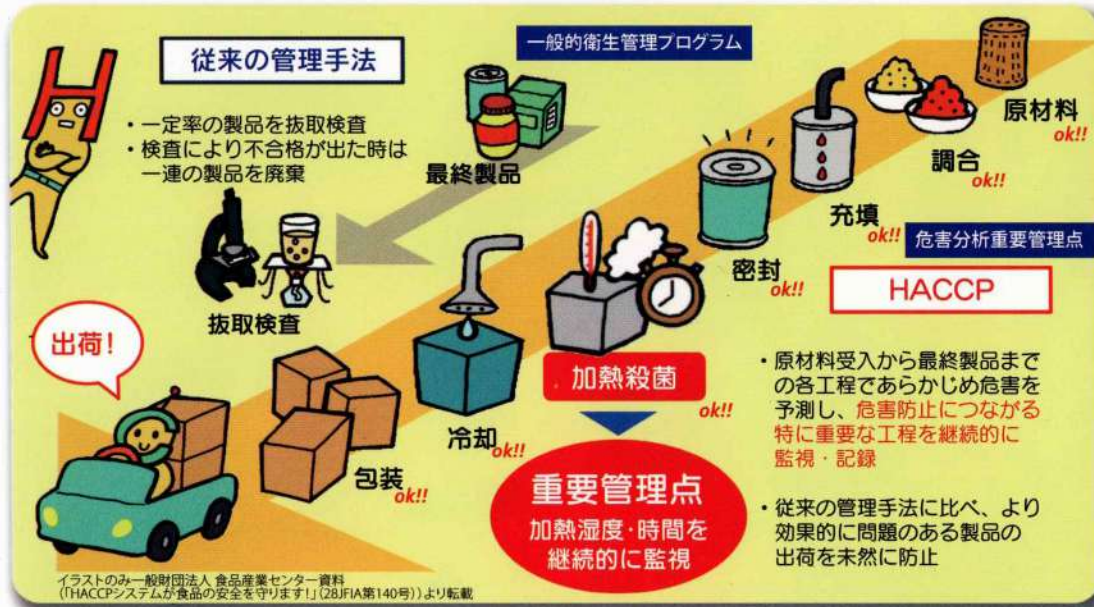 従来の管理手法
・一定率の製品を抜取検査
・検査により不合格が出た時は
一連の製品を廃棄
一般的衛生管理プログラム
最終製品
抜取検査
原材料
ok!!
調合
ok!!
充填
ok!!
密封
ok!!
加熱殺菌
ok!!
冷却
ok!!
包装
ok!!
出荷!
危害分析重要管理点
HACCP
・原材料受入から最終製品まで
の各工程であらかじめ危害を
予測し、危害防止につながる
特に重要な工程を継続的に
監視・記録
・従来の管理手法に比べ、より
効果的に問題のある製品の
出荷を未然に防止
重要管理点
加熱湿度・時間を
継続的に監視
イラストのみ一般財団法人 食品産業センター資料
(「HACCPシステムが食品の安全を守ります!」(28JFIA第140号))より転載